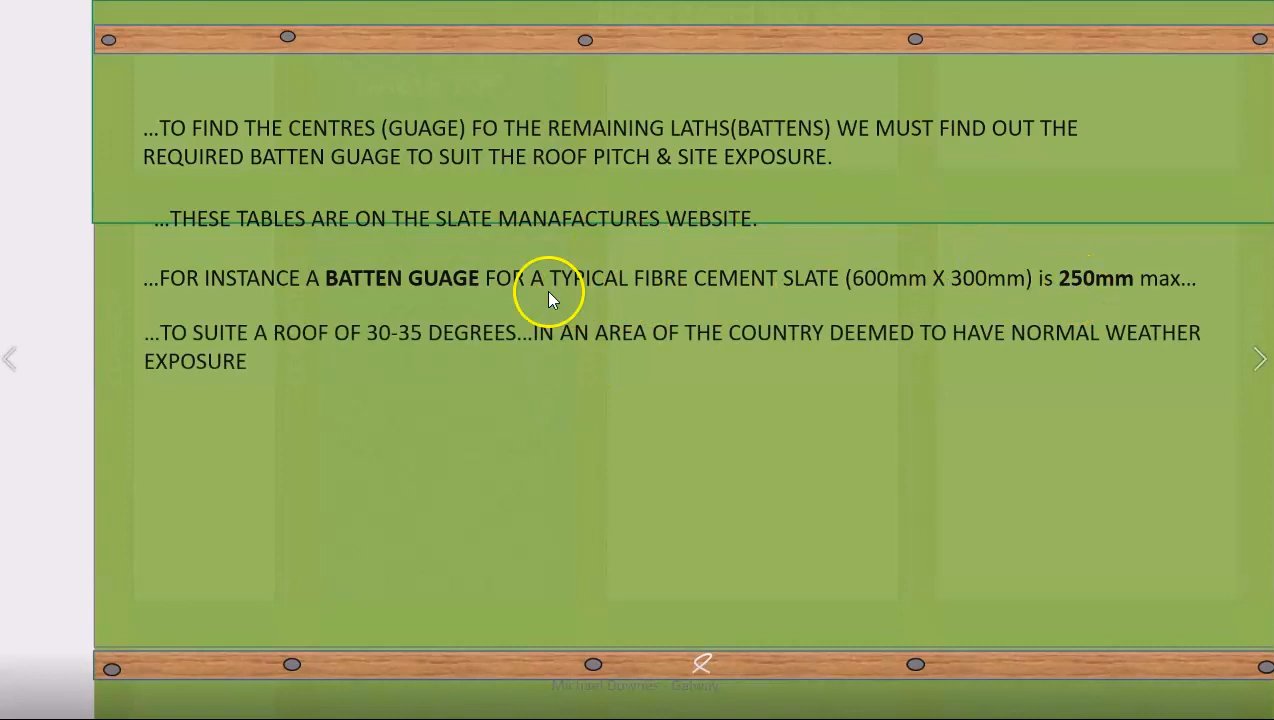 ...TO FIND THE CENTRES (GUAGE) FO THE REMAINING LATHS(BATTENS) WE MUST FIND OUT THE
REQUIRED BATTEN GUAGE TO SUIT THE ROOF PITCH & SITE EXPOSURE.
...THESE TABLES ARE ON THE SLATE MANAFACTURES WEBSITE.
...FOR INSTANCE A BATTEN GUAGE FOR A TYPICAL FIBRE CEMENT SLATE (600mm X 300mm) is 250mm max...
...TO SUITE A ROOF OF 30-35 DEGREES...IN AN AREA OF THE COUNTRY DEEMED TO HAVE NORMAL WEATHER
EXPOSURE
Michael Downes - Galway